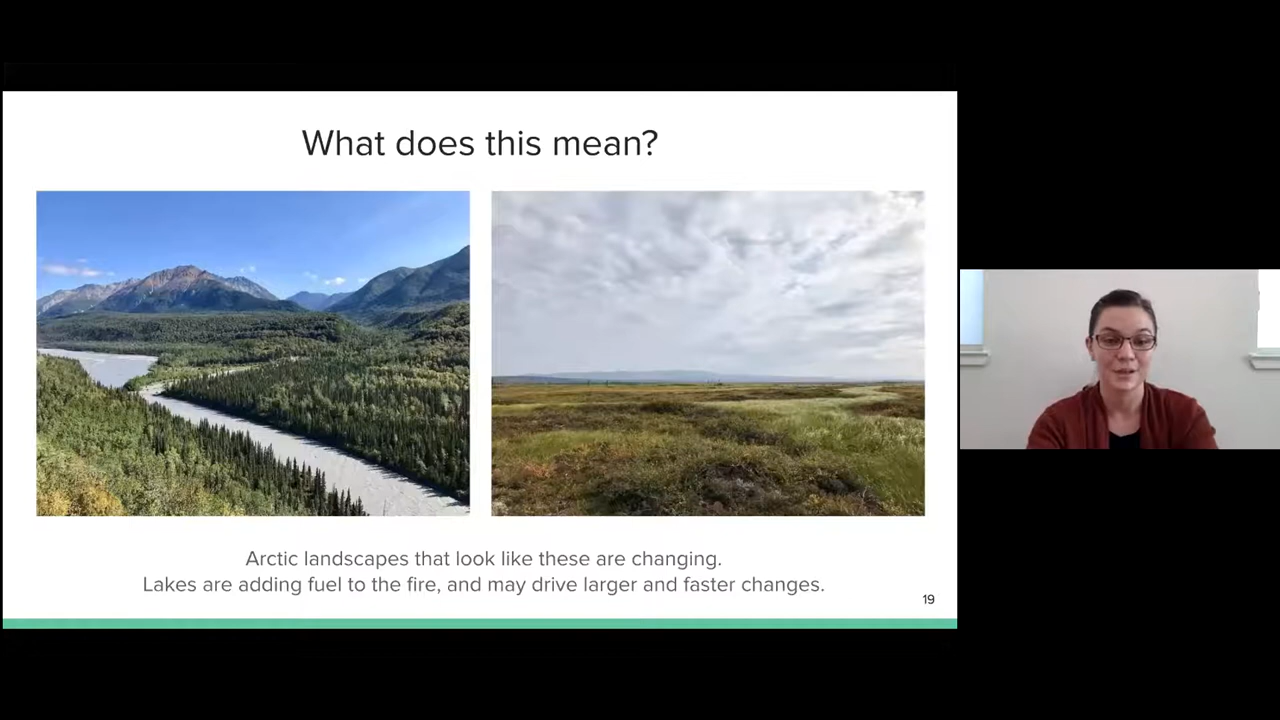 What does this mean?
Arctic landscapes that look like these are changing.
Lakes are adding fuel to the fire, and may drive larger and faster changes.
19